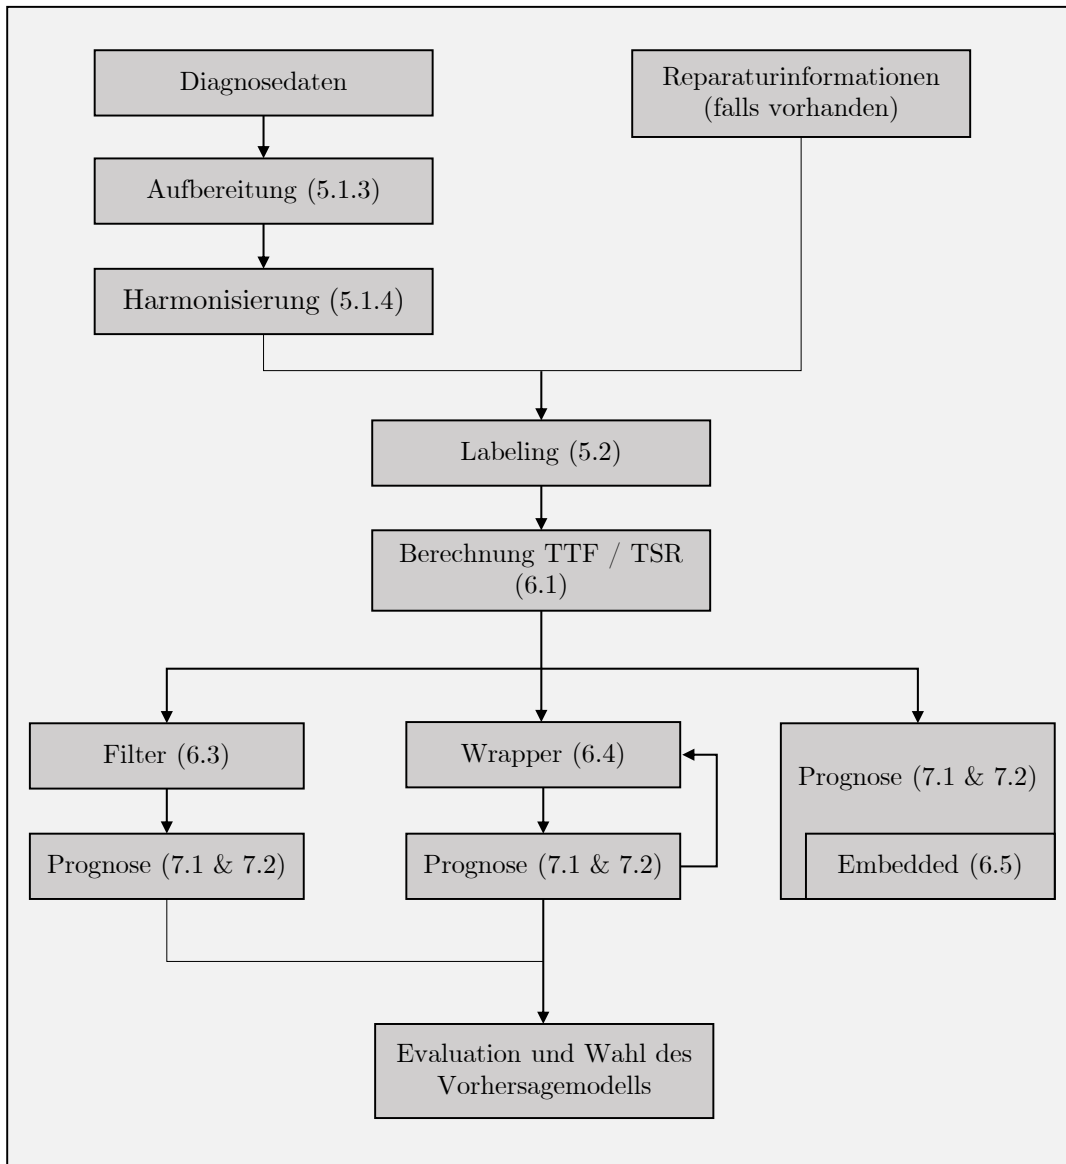 Diagnosedaten
Reparaturinformationen
(falls vorhanden)
Aufbereitung (5.1.3)
Harmonisierung (5.1.4)
Labeling (5.2)
Berechnung TTF / TSR
(6.1)
Filter (6.3)
Wrapper (6.4)
Prognose (7.1 & 7.2)
Prognose (7.1 & 7.2)
Prognose (7.1 & 7.2)
Embedded (6.5)
Evaluation und Wahl des
Vorhersagemodells